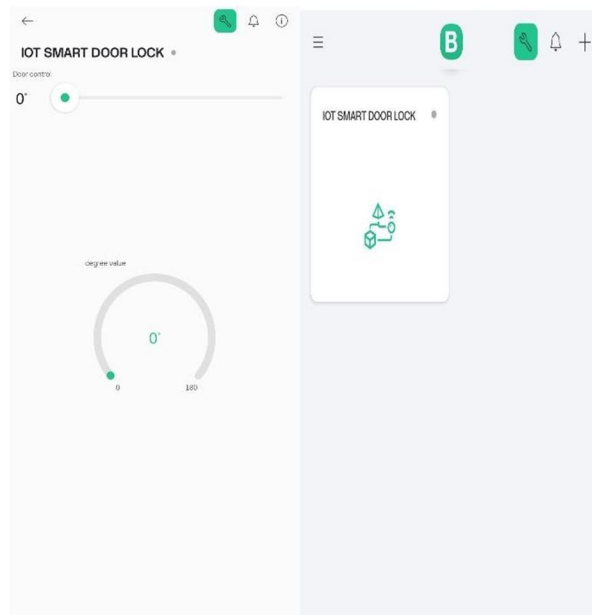 IOT SMART DOOR LOCK
Door control
0°
degree value
0°
0 180
B
IOT SMART DOOR LOCK